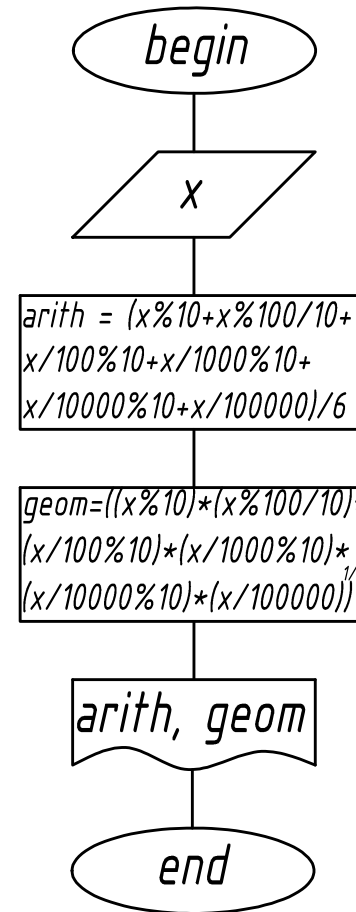 begin
x
arith = (x%10+x%100/10+
x/100%10+x/1000%10+
x/10000%10+x/100000)/6
geom=((x%10)*(x%100/10)*
(x/100%10)*(x/1000%10)*
(x/10000%10)*(x/100000)) 1/
arith, geom
end